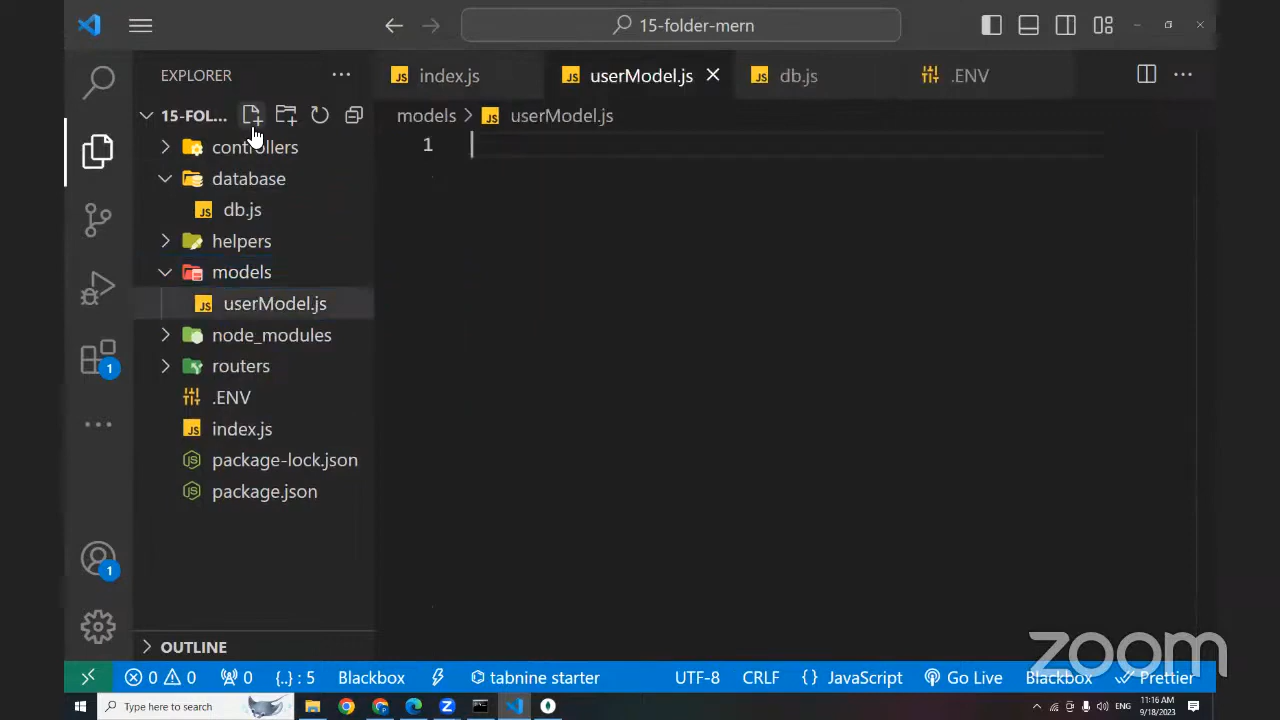 15-folder-mern
EXPLORER
index.js
userModel.js
db.js
.ENV
15-FOL...
models > userModel.js
1
controllers
database
db.js
helpers
models
userModel.js
node_modules
routers
.ENV
index.js
package-lock.json
package.json
1
1
OUTLINE
zoom
0 0 0 {..} : 5 Blackbox tabnine starter UTF-8 CRLF {} JavaScript Go Live Blackbox Prettier
Type here to search
ENG
11:16 AM
9/18/2023